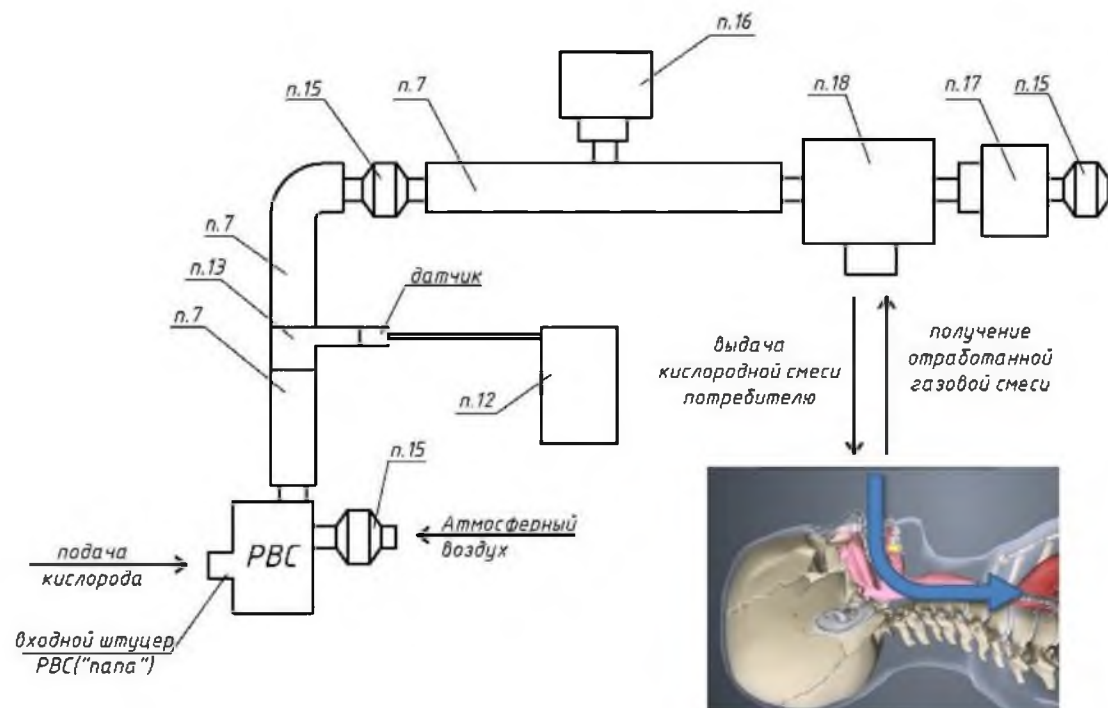 п.16
п.15
п.7
п.18
п.17
п.15
п.7
п.13
датчик
п.7
п.12
выдача
кислородной смеси
потребителю
получение
отработанной
газовой смеси
п.15
Атмосферный
воздух
РВС
подача
кислорода
входной штуцер
РВС("папа")